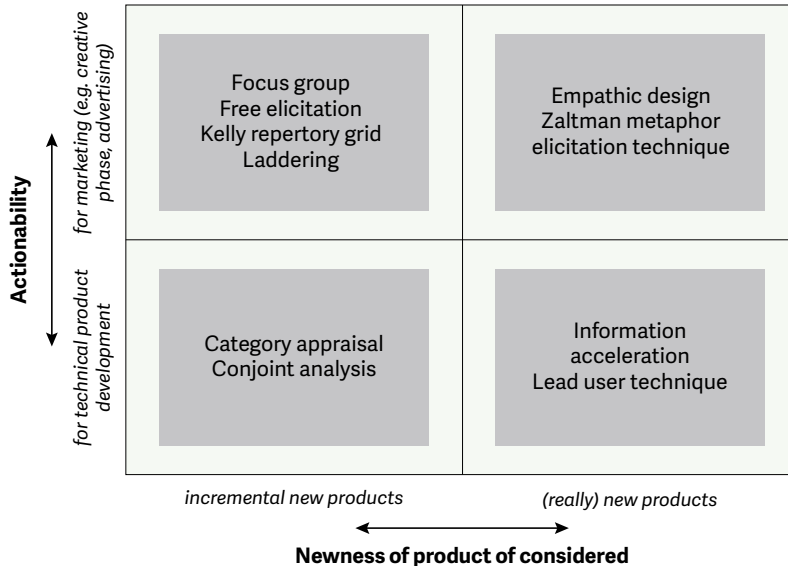 Actionability
for marketing (e.g. creative
phase, advertising)
Focus group
Free elicitation
Kelly repertory grid
Laddering
Empathic design
Zaltman metaphor
elicitation technique
for technical product
development
Category appraisal
Conjoint analysis
Information
acceleration
Lead user technique
incremental new products
(really) new products
Newness of product of considered